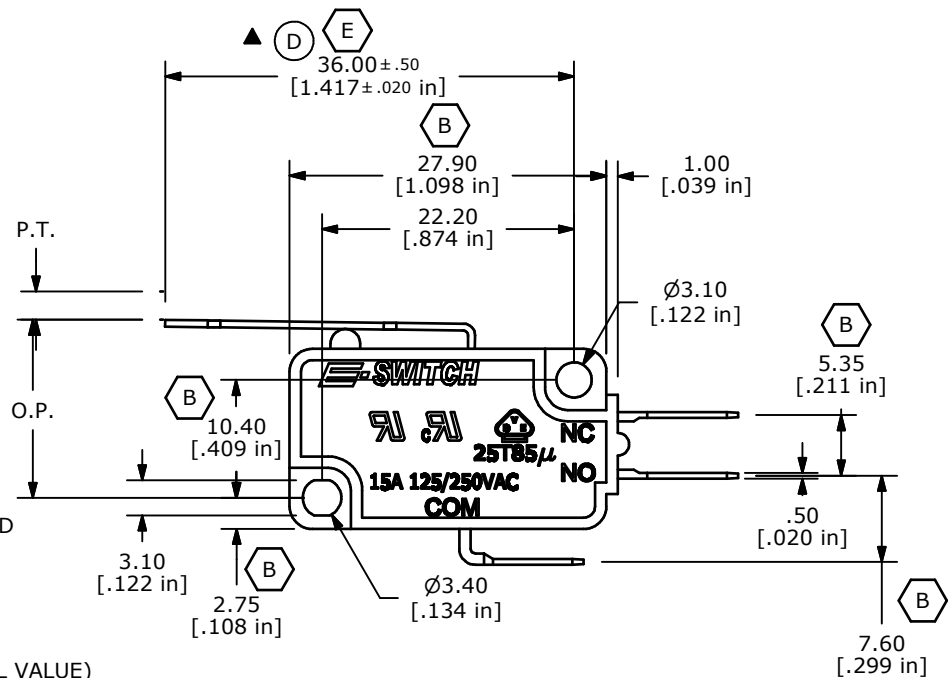 D E
36.00±.50
[1.417±.020 in]
B
27.90
[1.098 in]
1.00
[.039 in]
22.20
[.874 in]
P.T.
Ø3.10
[.122 in]
B
5.35
[.211 in]
E-SWITCH
B
O.P.
10.40
[.409 in]
NC
25T85µ
NO
15A 125/250VAC
COM
.50
[.020 in]
D
3.10
[.122 in]
B
2.75
[.108 in]
Ø3.40
[.134 in]
B
7.60
[.299 in]
L VALUE)